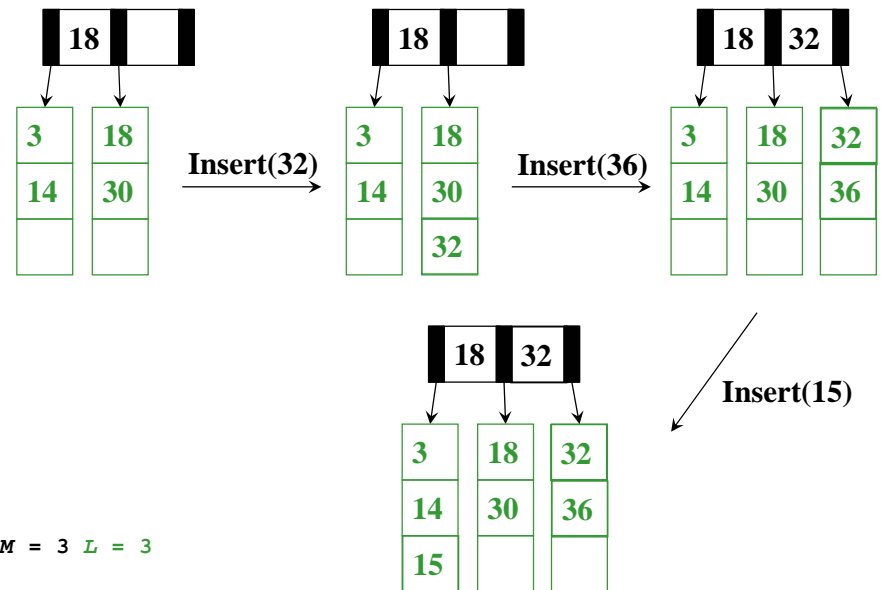 18 18 18 32
3 18 3 18 3 18 32
Insert(32) Insert(36)
14 30 14 30 14 30 36
32
18 32
Insert(15)
3 18 32
14 30 36
M = 3 L = 3
15